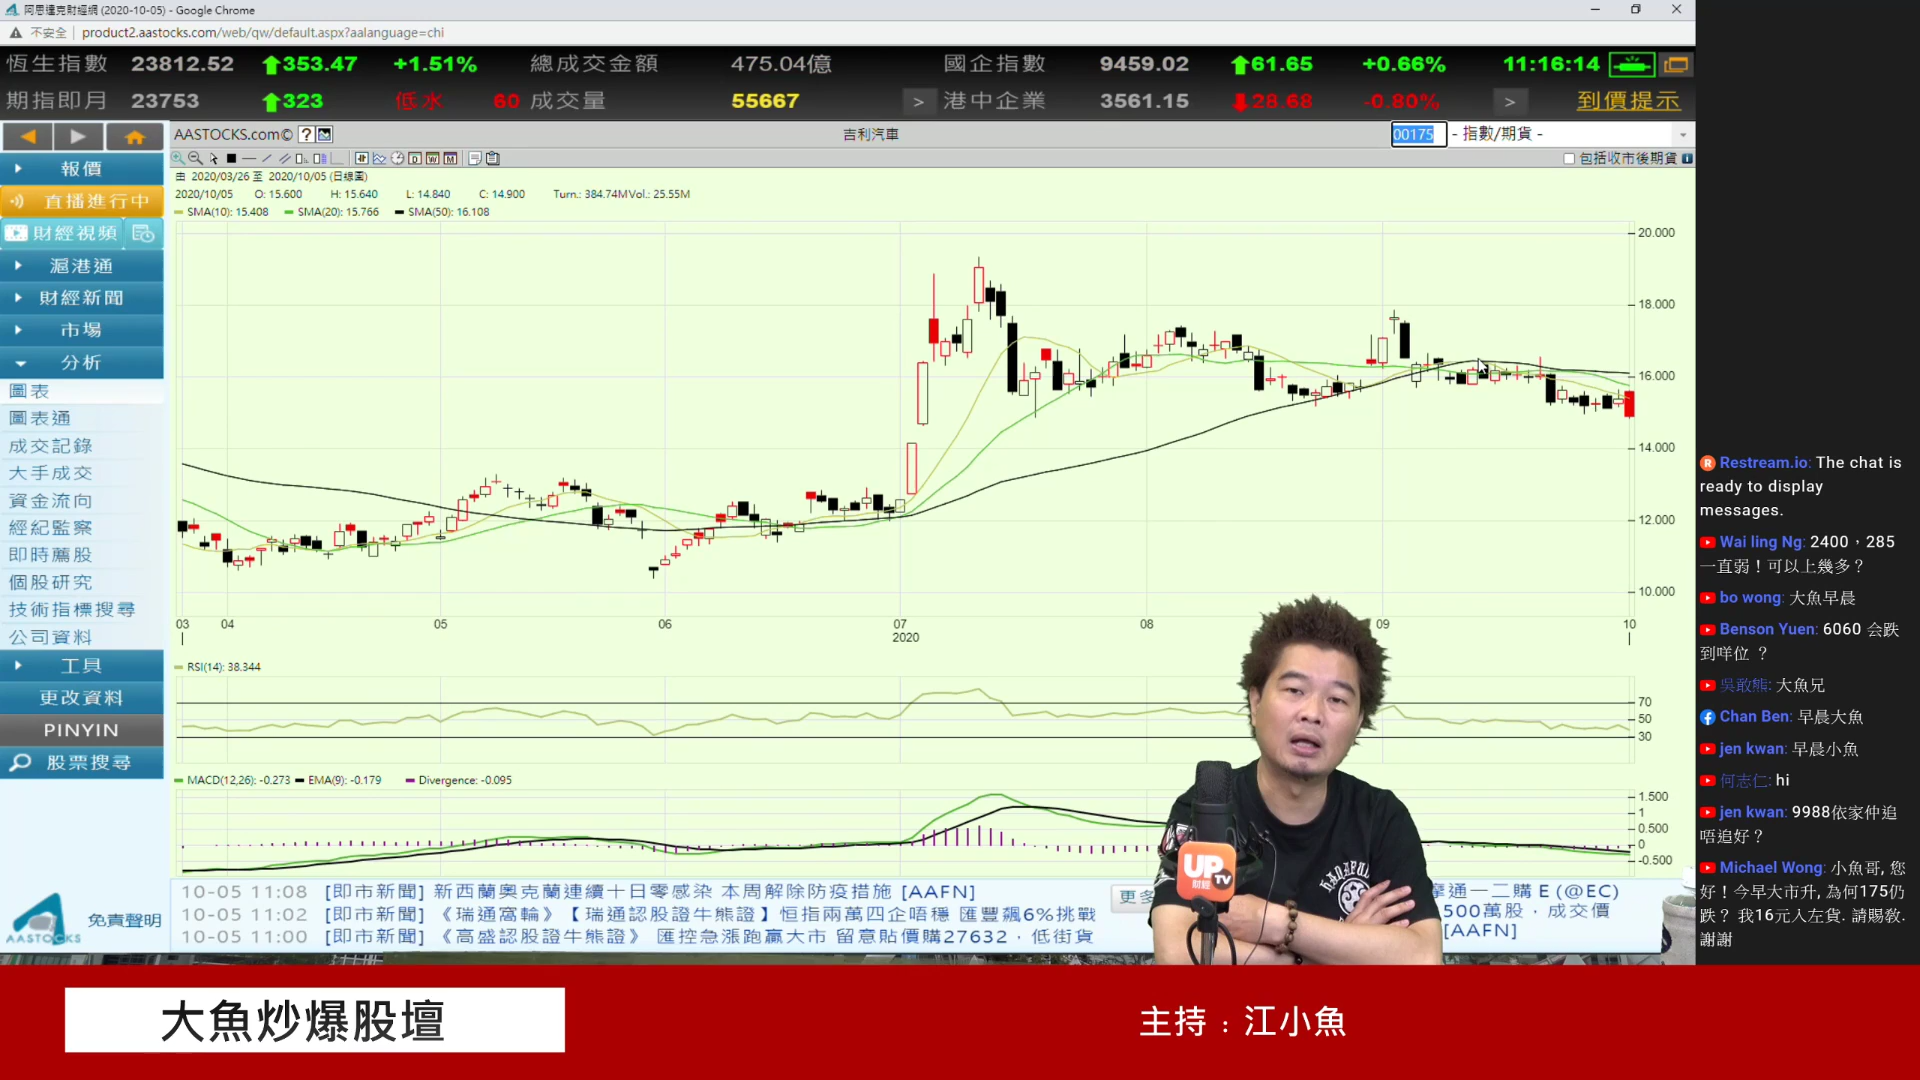 阿思達克財經網 (2020-10-05) - Google Chrome
不安全 | product2.aastocks.com/web/qw/default.aspx?aalanguage=chi
恆生指數 23812.52 353.47 +1.51% 總成交金額 475.04億 國企指數 9459.02 61.65 +0.66% 11:16:14
期指即月 23753 323 低水 60 成交量 55667 > 港中企業 3561.15 28.68 -0.80% > 到價提示
AASTOCKS.com© ? 吉利汽車 00175 - 指數/期貨 -
包括收市後期貨
由 2020/03/26 至 2020/10/05 (日線圖)
2020/10/05 O: 15.600 H: 15.640 L: 14.840 C: 14.900 Turn.: 384.74M Vol.: 25.55M
SMA(10): 15.408 SMA(20): 15.766 SMA(50): 16.108
報價
直播進行中
財經視頻
滬港通
財經新聞
市場
分析
圖表
圖表通
成交記錄
大手成交
資金流向
經紀監察
即時薦股
個股研究
技術指標搜尋
公司資料
工具
更改資料
PINYIN
股票搜尋
AASTOCKS 免責聲明
20.000
18.000
16.000
14.000
12.000
10.000
03 04 05 06 07 08 09 10
2020
RSI(14): 38.344
70
50
30
MACD(12,26): -0.273 EMA(9): -0.179 Divergence: -0.095
1.500
1
0.500
0
-0.500
10-05 11:08 [即市新聞] 新西蘭奧克蘭連續十日零感染 本周解除防疫措施 [AAFN]
10-05 11:02 [即市新聞] 《瑞通窩輪》【瑞通認股證牛熊證】恒指兩萬四企唔穩 匯豐飆6%挑戰
10-05 11:00 [即市新聞] 《高盛認股證牛熊證》 匯控急漲跑贏大市 留意貼價購27632，低街貨
更多
摩通一二購E (@EC)
500萬股，成交價
[AAFN]
UP
TV
財經
Restream.io: The chat is
ready to display
messages.
Wai ling Ng: 2400，285
一直弱！可以上幾多？
bo wong: 大魚早晨
Benson Yuen: 6060 会跌
到咩位 ？
吳敢熊: 大魚兄
Chan Ben: 早晨大魚
jen kwan: 早晨小魚
何志仁: hi
jen kwan: 9988依家仲追
唔追好？
Michael Wong: 小魚哥, 您
好！今早大市升, 為何175仍
跌？ 我16元入左貨. 請賜教.
謝謝
大魚炒爆股壇
主持：江小魚